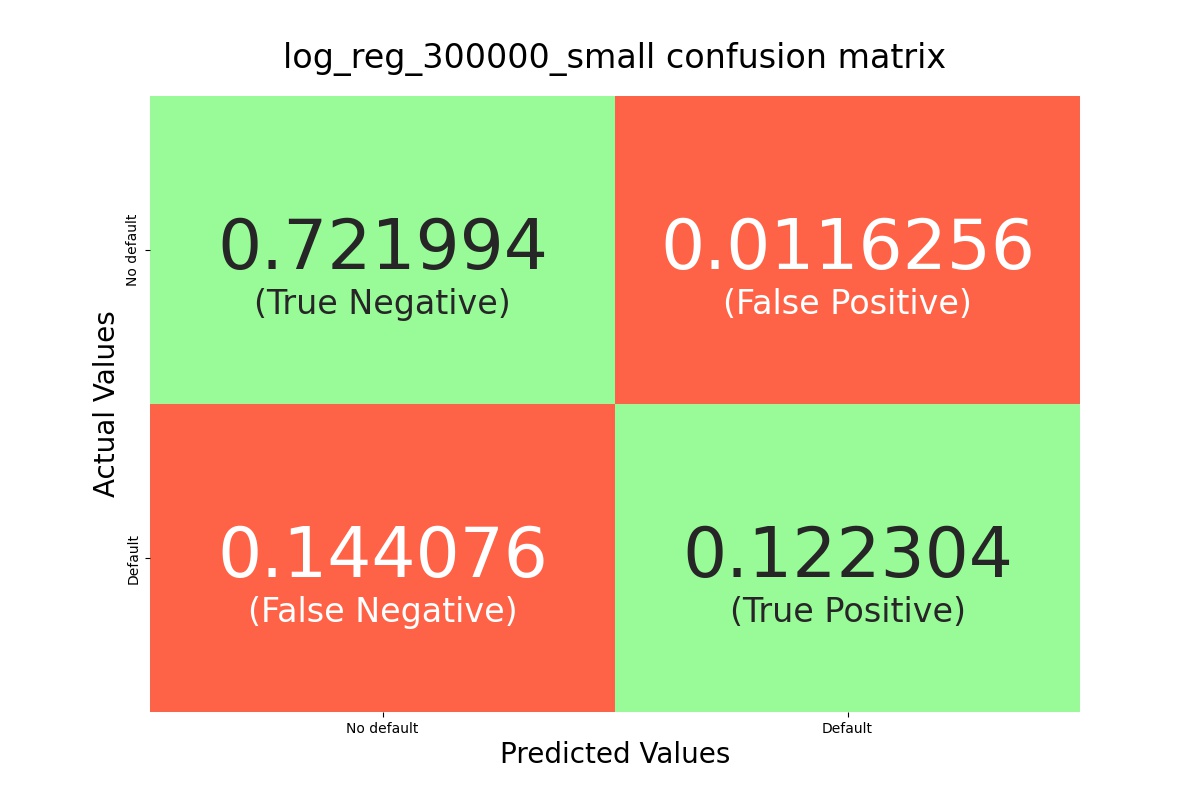 log_reg_300000_small confusion matrix
No default
0.721994
(True Negative)
0.0116256
(False Positive)
Actual Values
Default
0.144076
(False Negative)
0.122304
(True Positive)
No default
Default
Predicted Values